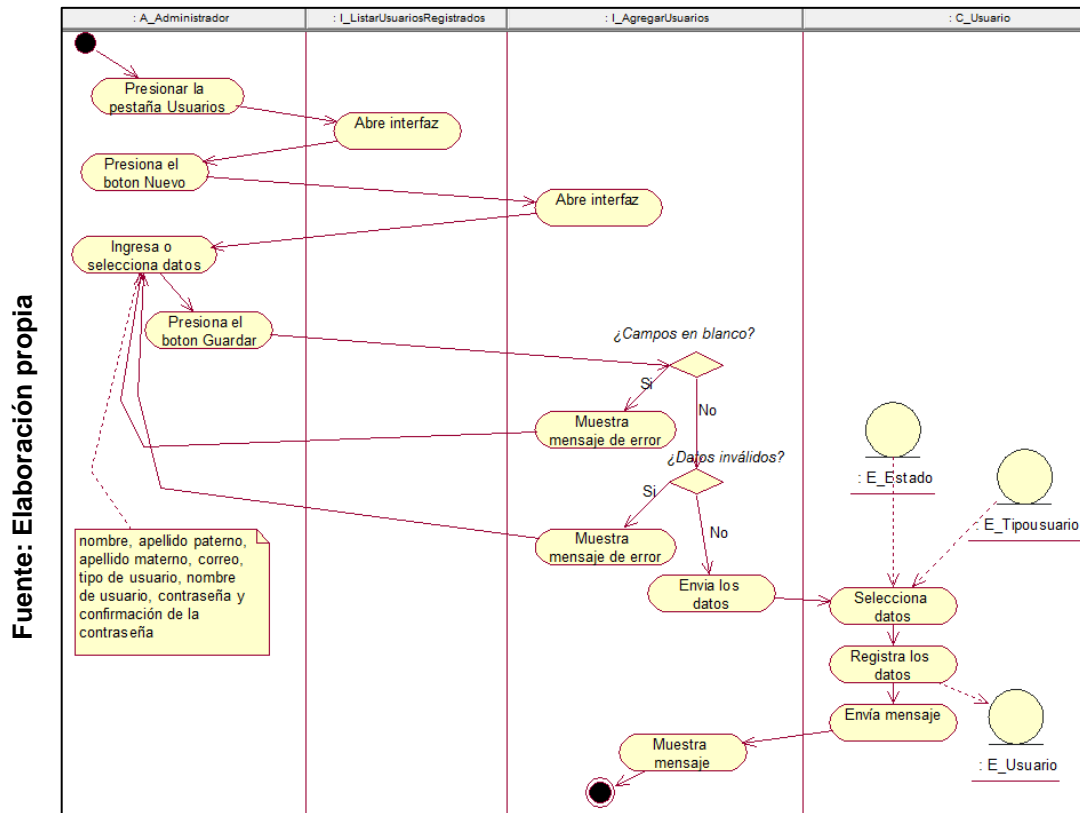 : A_Administrador
: I_ListarUsuariosRegistrados
: I_AgregarUsuarios
: C_Usuario
Presionar la
pestaña Usuarios
Abre interfaz
Presiona el
boton Nuevo
Abre interfaz
Ingresa o
selecciona datos
Presiona el
boton Guardar
¿Campos en blanco?
Si
No
Muestra
mensaje de error
¿Datos inválidos?
Si
No
Muestra
mensaje de error
: E_Estado
: E_Tipousuario
nombre, apellido paterno,
apellido materno, correo,
tipo de usuario, nombre
de usuario, contraseña y
confirmación de la
contraseña
Envia los
datos
Selecciona
datos
Registra los
datos
Envía mensaje
Muestra
mensaje
: E_Usuario
Fuente: Elaboración propia